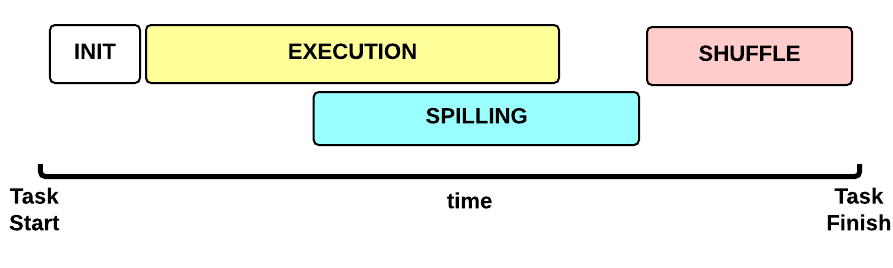 INIT
EXECUTION
SHUFFLE
SPILLING
Task
Start
time
Task
Finish